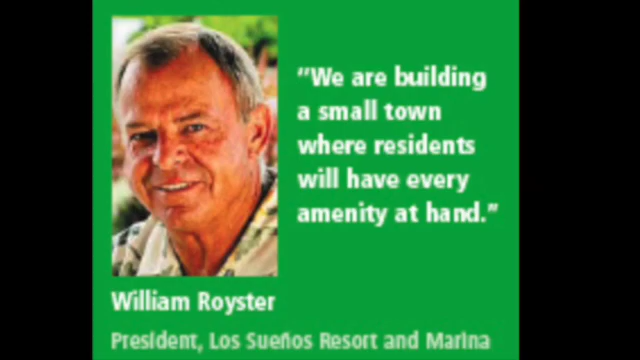 "We are building
a small town
where residents
will have every
amenity at hand."
William Royster
President, Los Sueños Resort and Marina